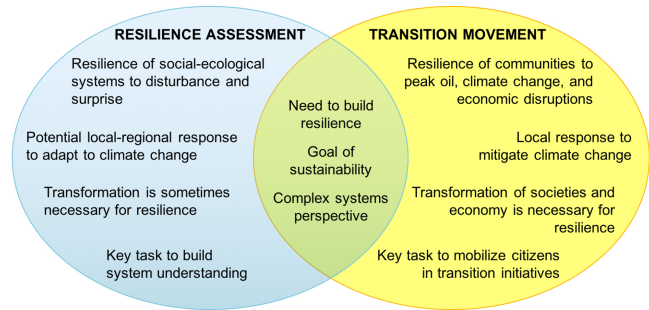 RESILIENCE ASSESSMENT
Resilience of social-ecological
systems to disturbance and
surprise
Potential local-regional response
to adapt to climate change
Transformation is sometimes
necessary for resilience
Key task to build
system understanding
Need to build
resilience
Goal of
sustainability
Complex systems
perspective
TRANSITION MOVEMENT
Resilience of communities to
peak oil, climate change, and
economic disruptions
Local response to
mitigate climate change
Transformation of societies and
economy is necessary for
resilience
Key task to mobilize citizens
in transition initiatives